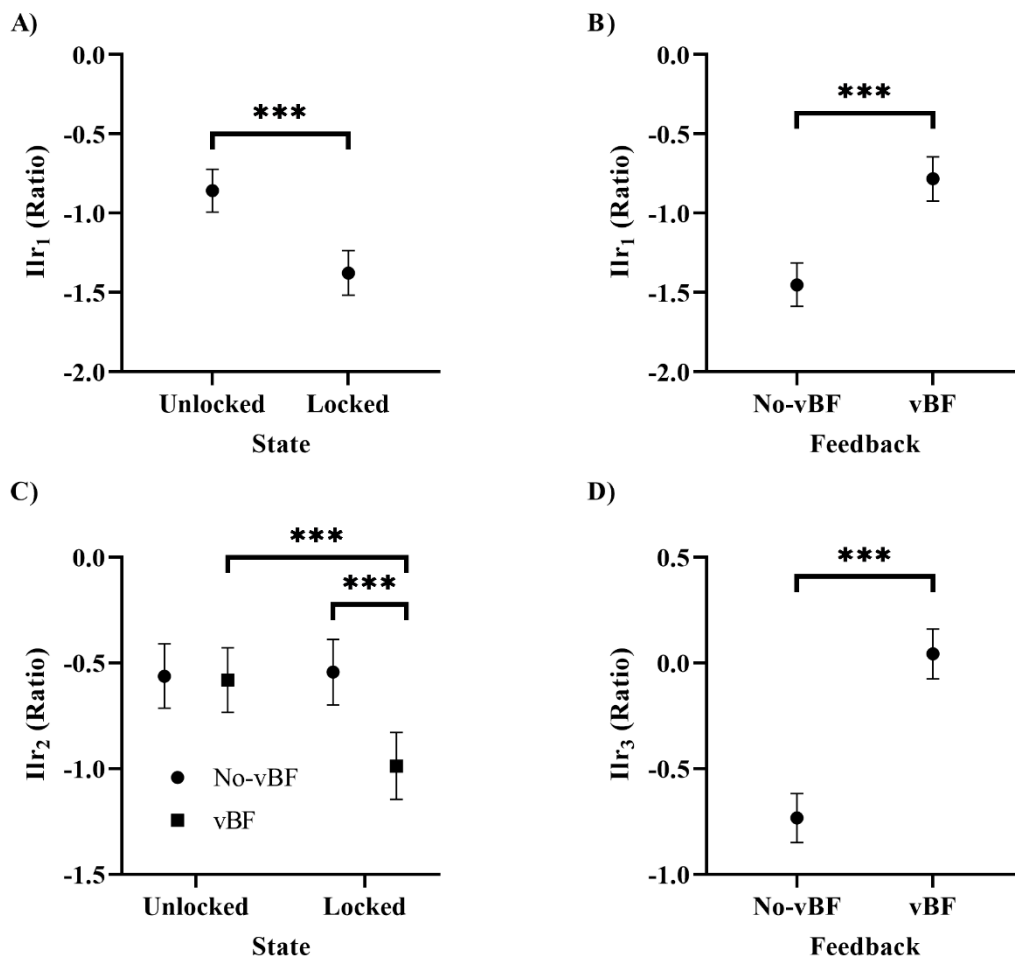 A)
0.0
-0.5
-1.0
-1.5
-2.0
Ilr1 (Ratio)
***
Unlocked Locked
State
B)
0.0
-0.5
-1.0
-1.5
-2.0
Ilr1 (Ratio)
***
No-vBF vBF
Feedback
C)
0.0
-0.5
-1.0
-1.5
Ilr2 (Ratio)
***
***
No-vBF
vBF
Unlocked Locked
State
D)
0.5
0.0
-0.5
-1.0
Ilr3 (Ratio)
***
No-vBF vBF
Feedback